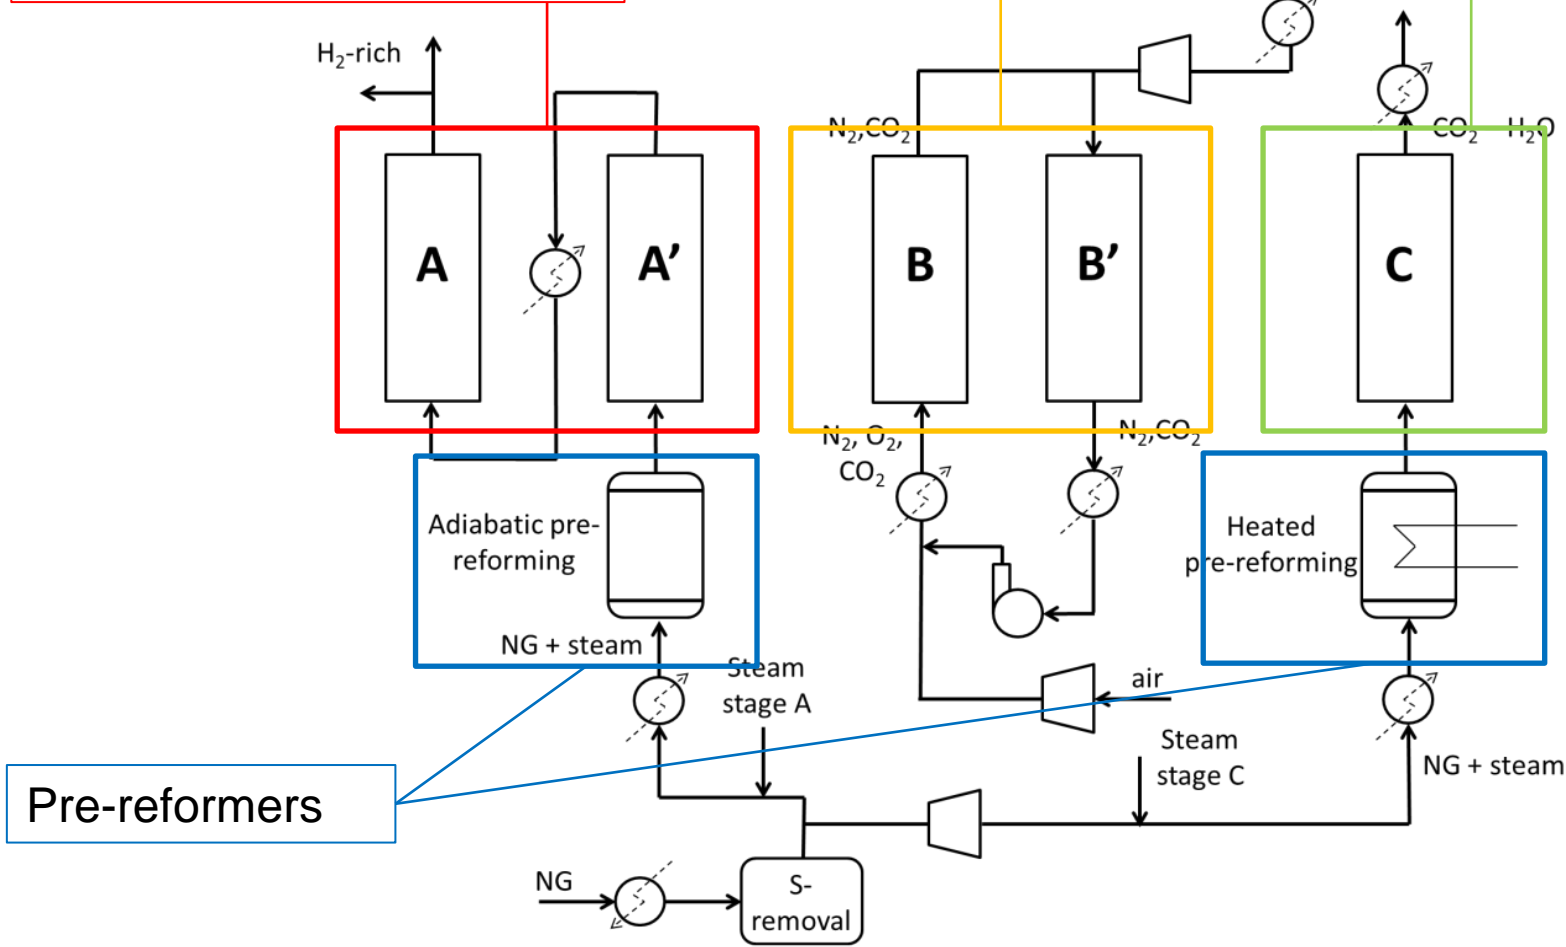 H₂-rich
N₂,CO₂
CO₂ H₂O
A
A’
B
B’
C
N₂, O₂,
CO₂
N₂,CO₂
Adiabatic pre-
reforming
Heated
pre-reforming
NG + steam
Steam
stage A
air
Steam
stage C
NG + steam
Pre-reformers
NG
S-
removal